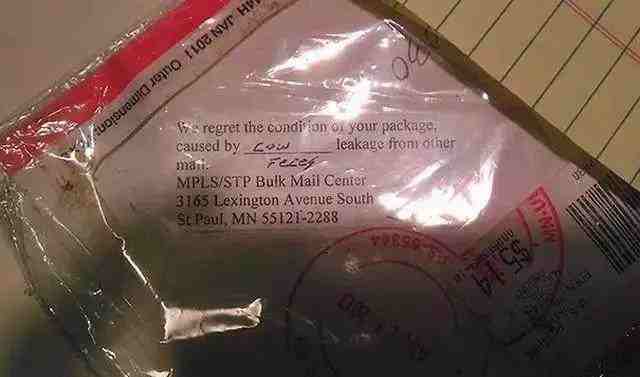 MH JAN 2011 Outer Dimension
We regret the condition of your package,
caused by cow leakage from other
feces
mail.
MPLS/STP Bulk Mail Center
3165 Lexington Avenue South
St Paul, MN 55121-2288